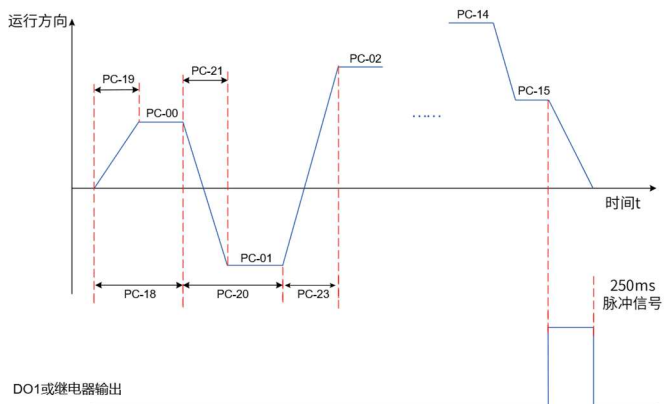 运行方向
PC-14
PC-02
PC-21
PC-19
PC-15
PC-00
......
时间t
PC-01
250ms
脉冲信号
PC-18
PC-20
PC-23
DO1或继电器输出